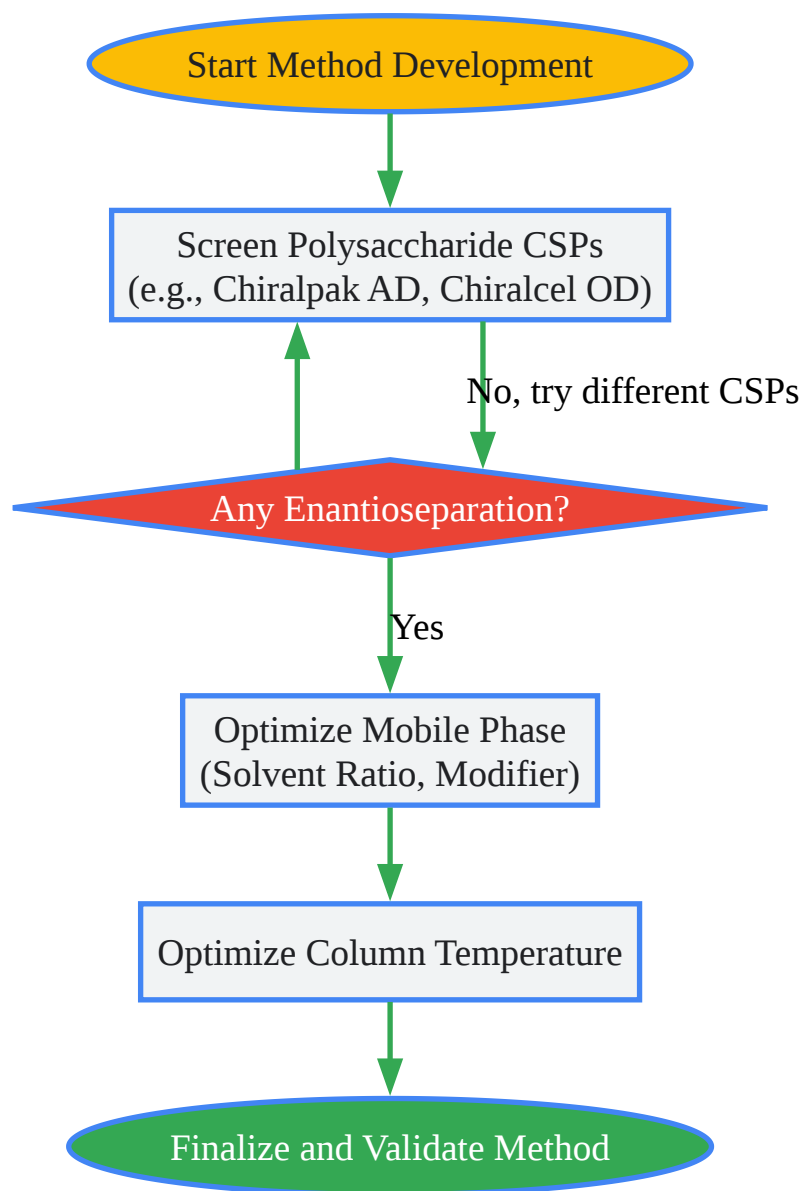 Start Method Development
Screen Polysaccharide CSPs
(e.g., Chiralpak AD, Chiralcel OD)
No, try different CSPs
Any Enantioseparation?
Yes
Optimize Mobile Phase
(Solvent Ratio, Modifier)
Optimize Column Temperature
Finalize and Validate Method